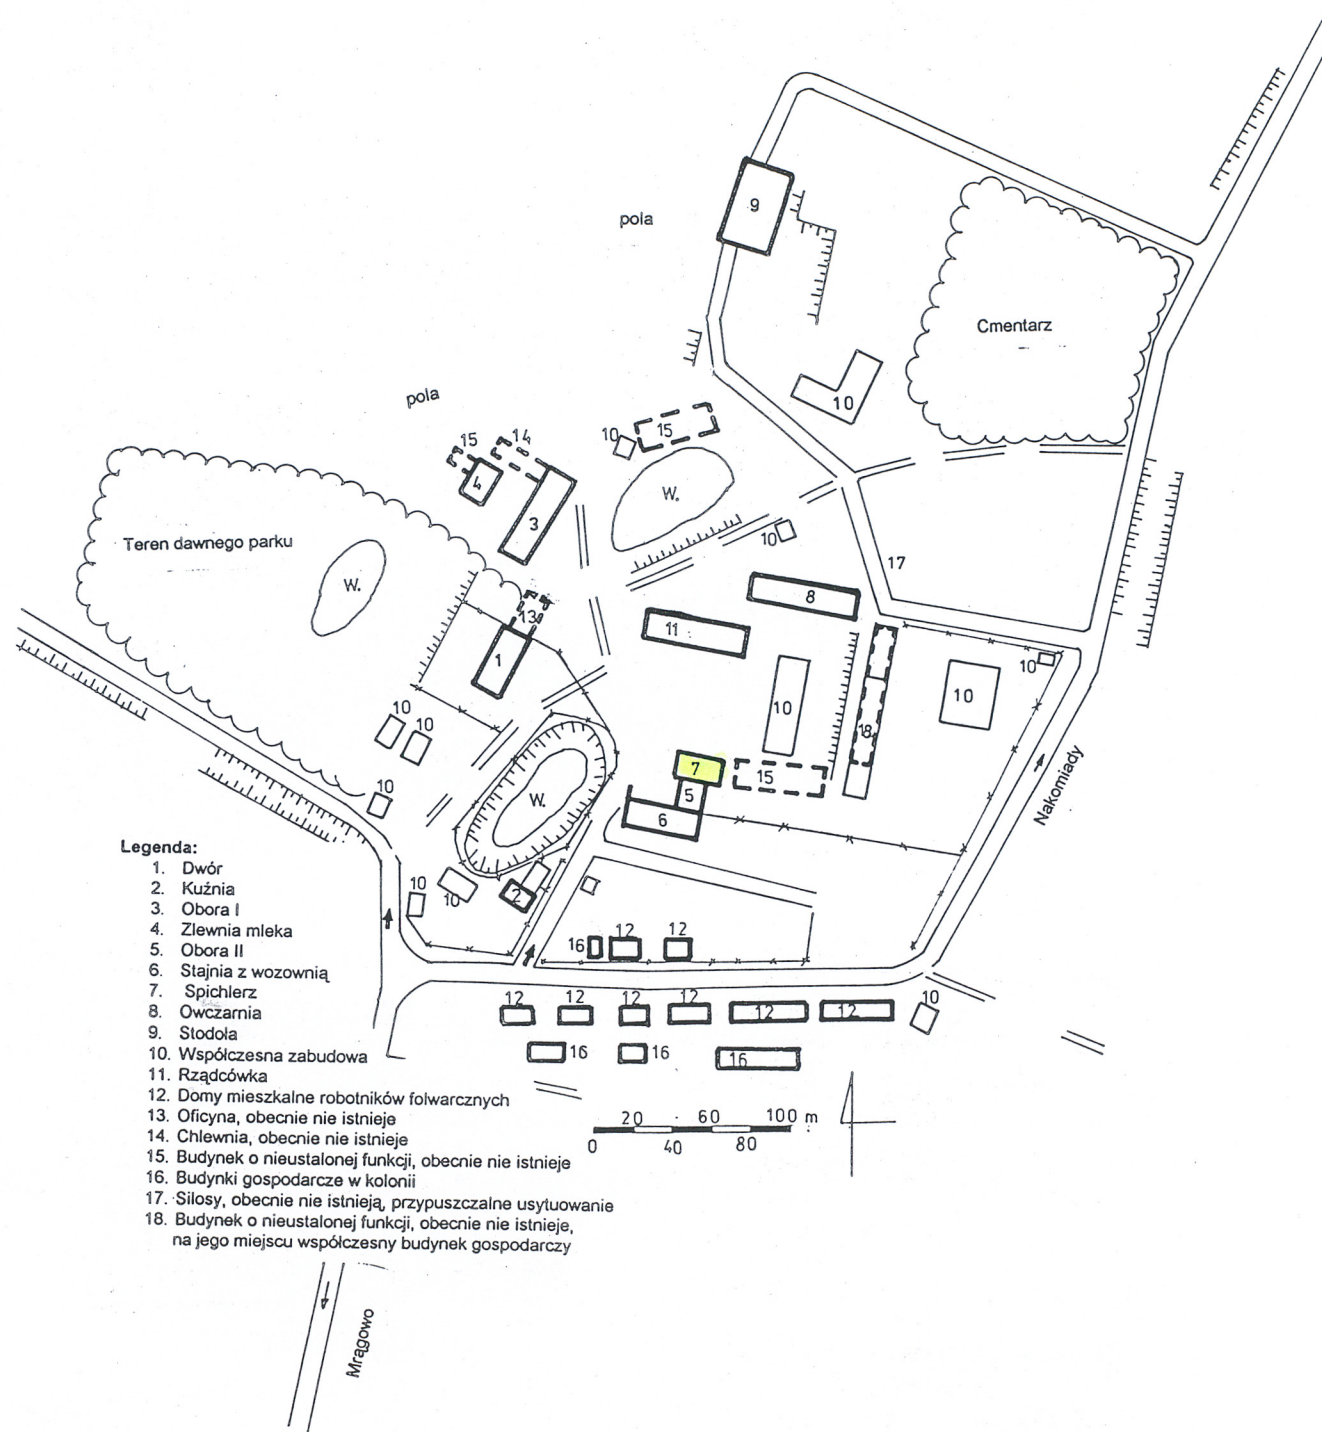 9
pola
Cmentarz
10
pola
15
14
10
15
4
W.
3
10
17
Teren dawnego parku
W.
8
13
11
1
10
10
10
10
10
18
7
15
10
W.
5
Nakomiady
6
Legenda:
1. Dwór
2. Kuźnia
3. Obora I
4. Zlewnia mleka
5. Obora II
6. Stajnia z wozownią
7. Spichlerz
8. Owczarnia
9. Stodoła
10. Współczesna zabudowa
11. Rządcówka
12. Domy mieszkalne robotników folwarcznych
13. Oficyna, obecnie nie istnieje
14. Chlewnia, obecnie nie istnieje
15. Budynek o nieustalonej funkcji, obecnie nie istnieje
16. Budynki gospodarcze w kolonii
17. Silosy, obecnie nie istnieją, przypuszczalne usytuowanie
18. Budynek o nieustalonej funkcji, obecnie nie istnieje,
na jego miejscu współczesny budynek gospodarczy
10
10
2
16
12
12
12
12
12
12
12
12
10
16
16
16
20 60 100 m
0 40 80
Mrągowo